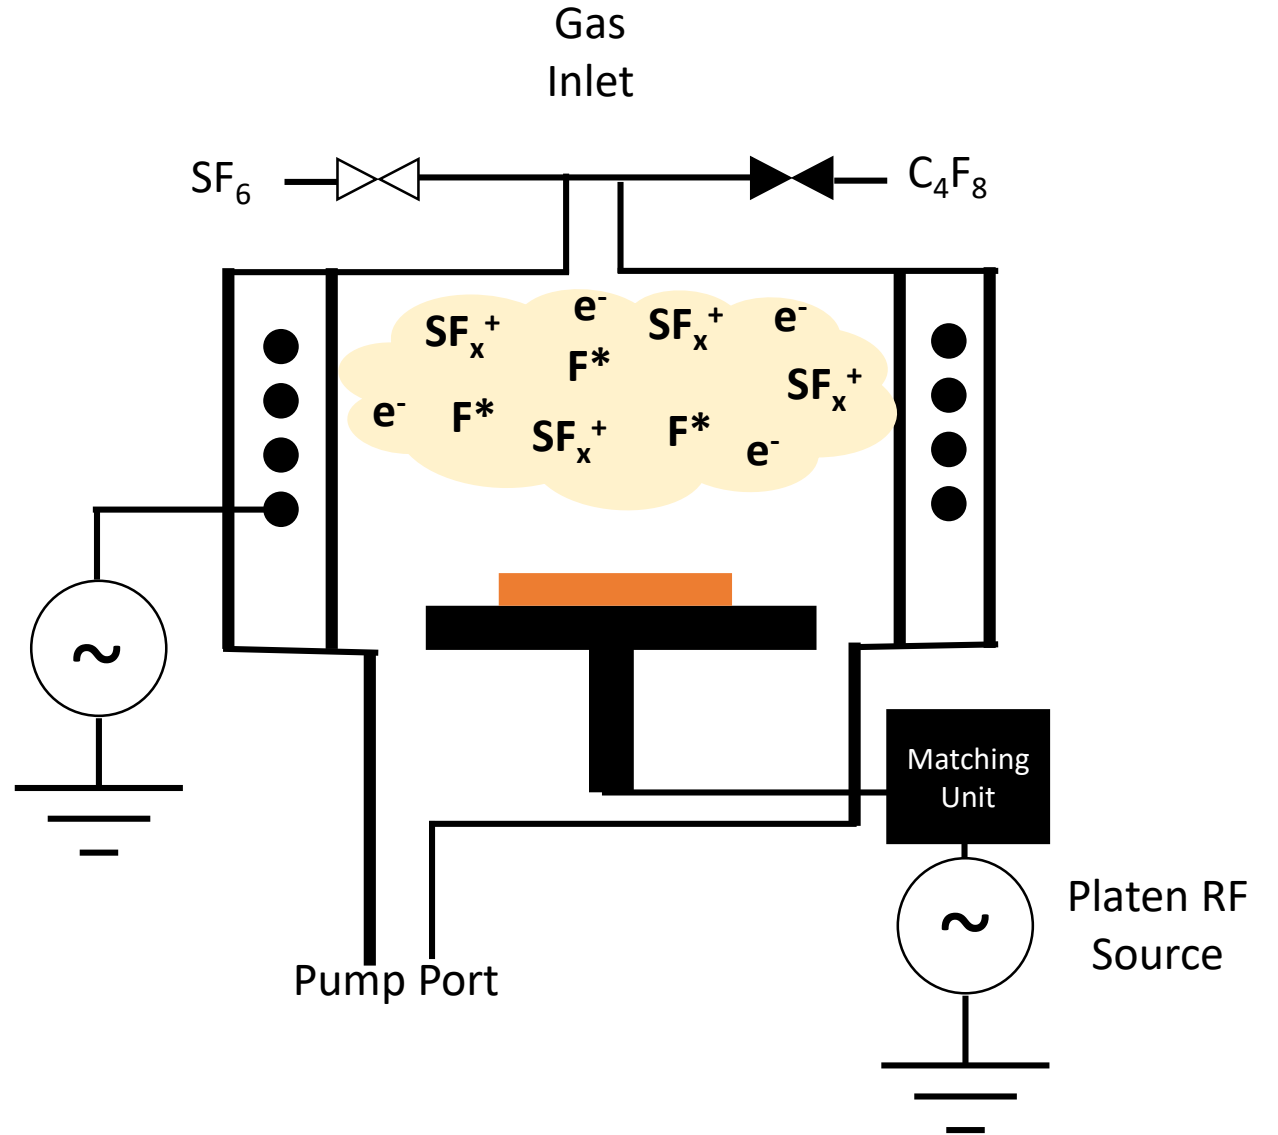 Gas
Inlet
SF₆
C₄F₈
e⁻
SFₓ⁺
SFₓ⁺
e⁻
F*
SFₓ⁺
e⁻
F*
SFₓ⁺
F*
e⁻
~
Matching
Unit
~
Platen RF
Source
Pump Port